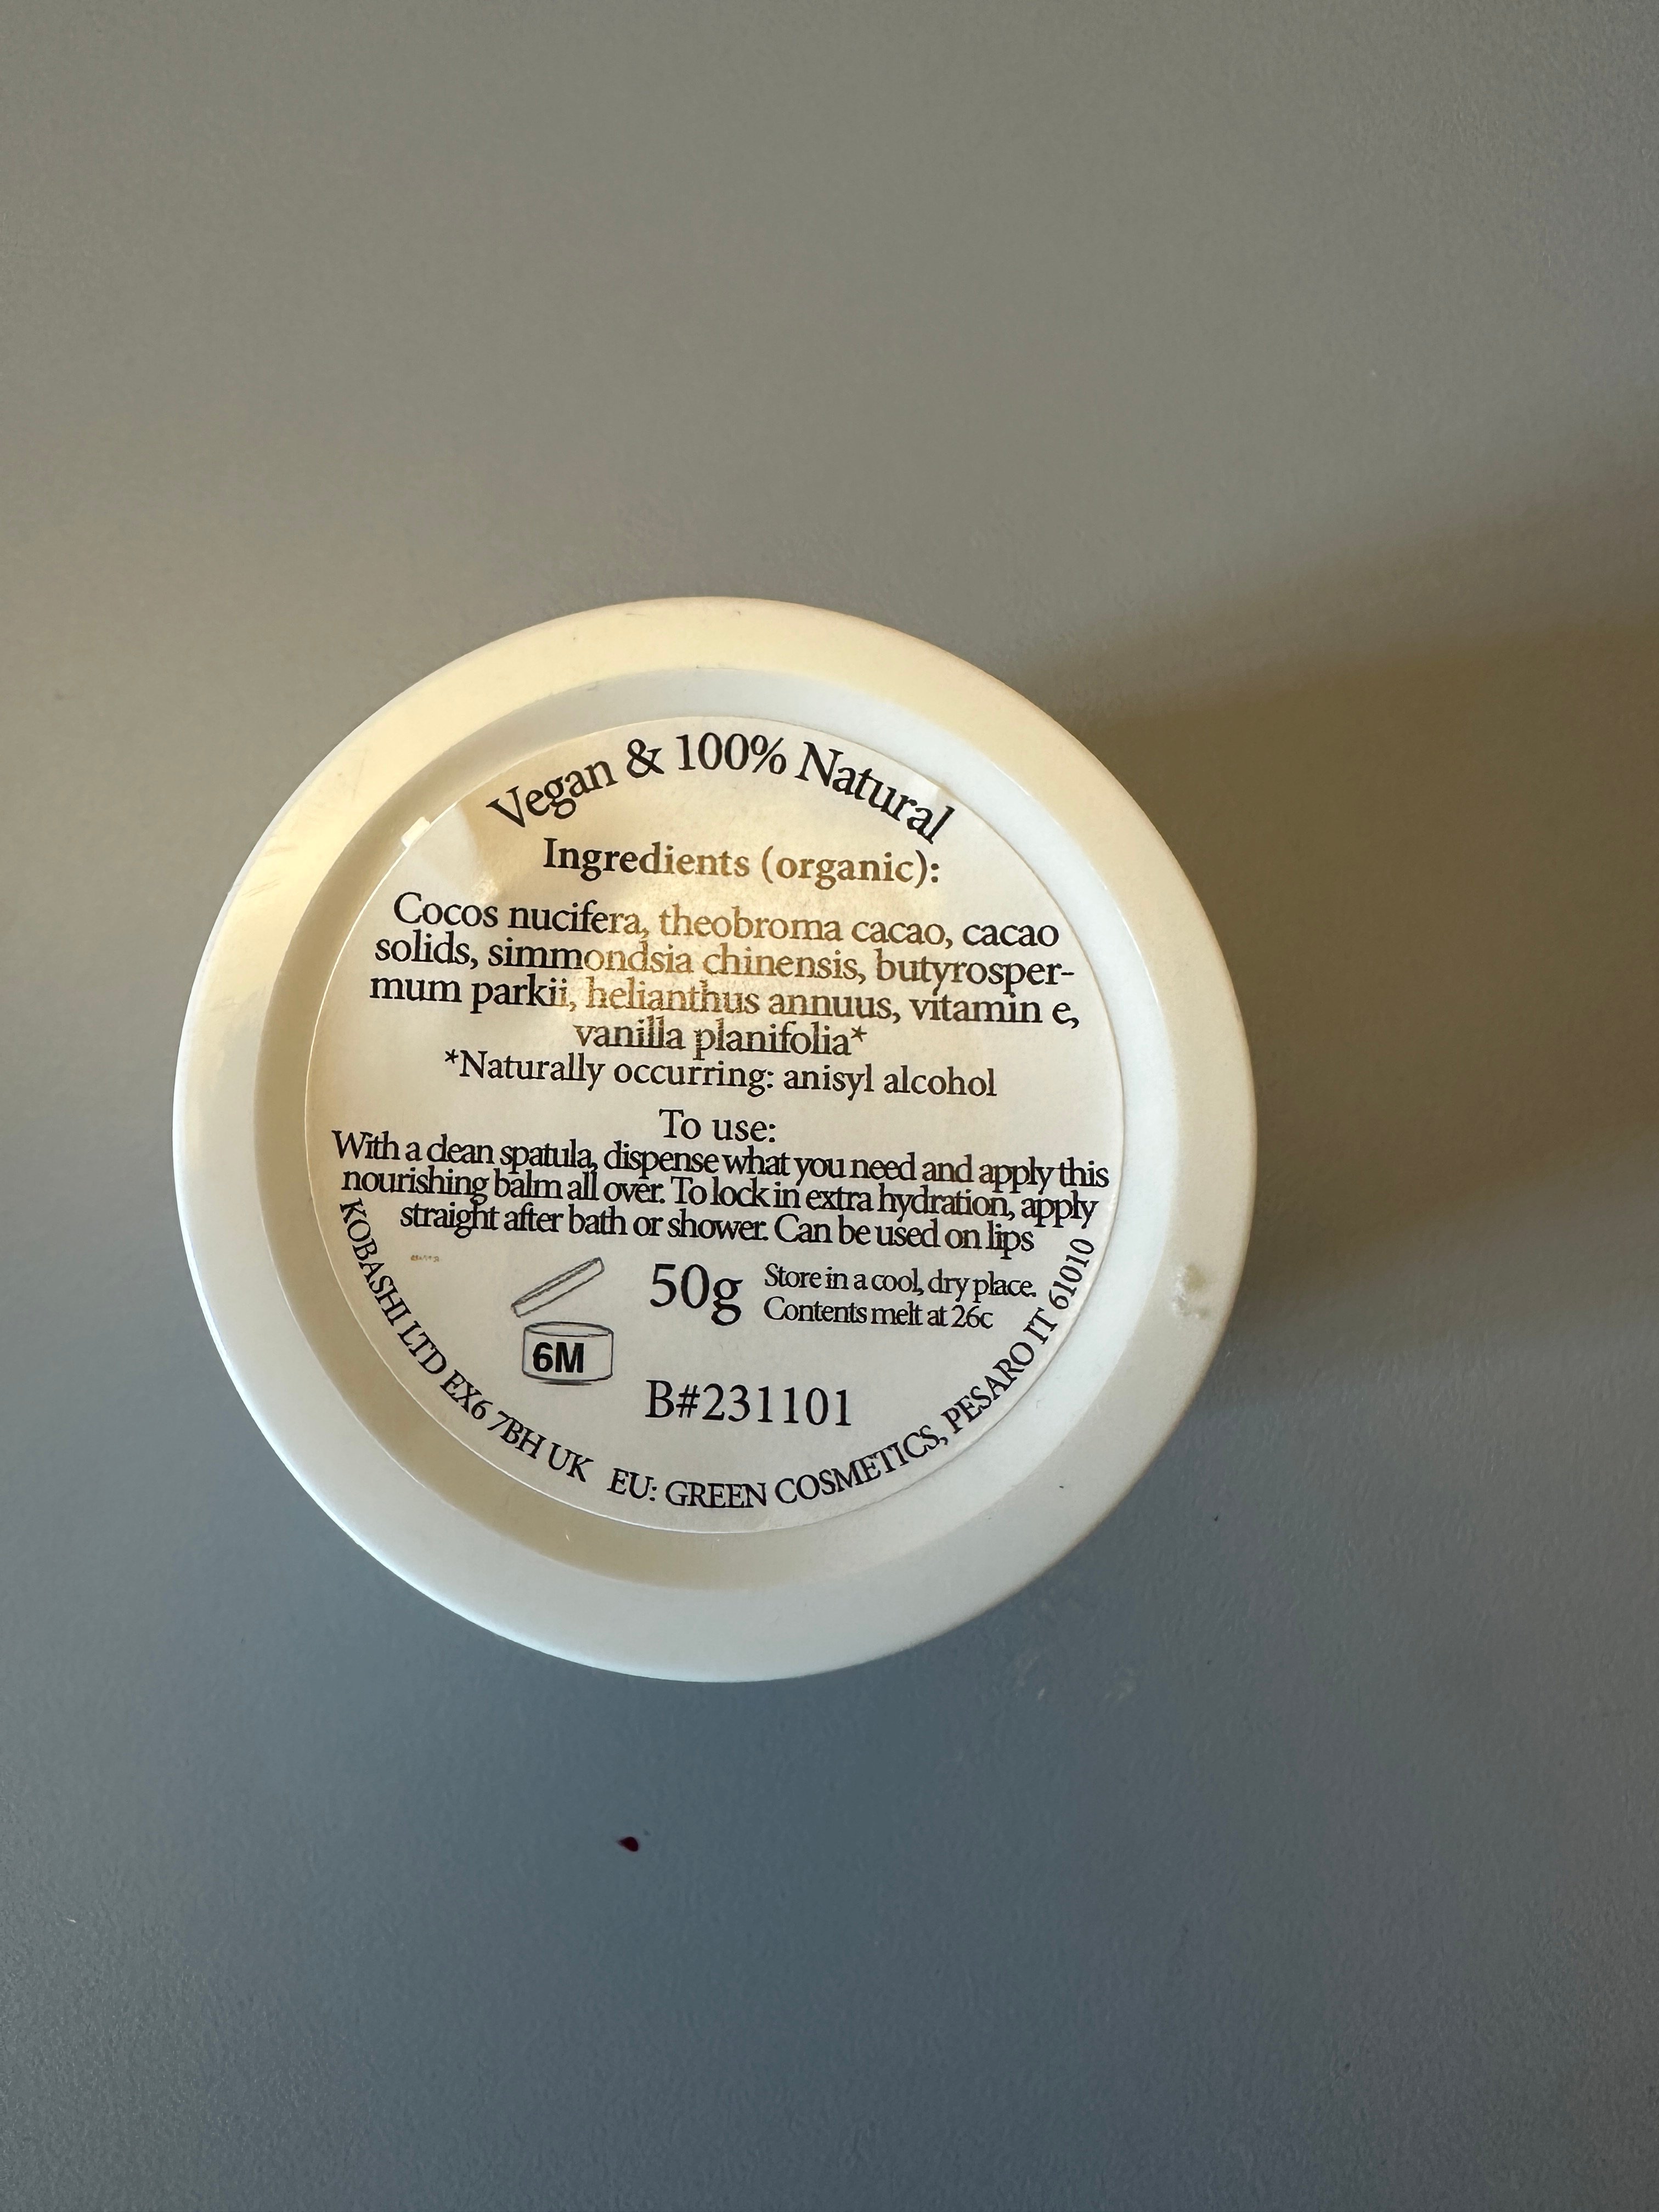 Vegan & 100% Natural
Ingredients (organic):
Cocos nucifera, theobroma cacao, cacao
solids, simmondsia chinensis, butyrosper-
mum parkii, helianthus annuus, vitamin e,
vanilla planifolia*
*Naturally occurring: anisyl alcohol
To use:
With a clean spatula, dispense what you need and apply this
nourishing balm all over. To lock in extra hydration, apply
straight after bath or shower. Can be used on lips
50g
Store in a cool, dry place.
Contents melt at 26c
6M
B#231101
KOBASHI LTD EX6 7BH UK EU: GREEN COSMETICS, PESARO IT 61010